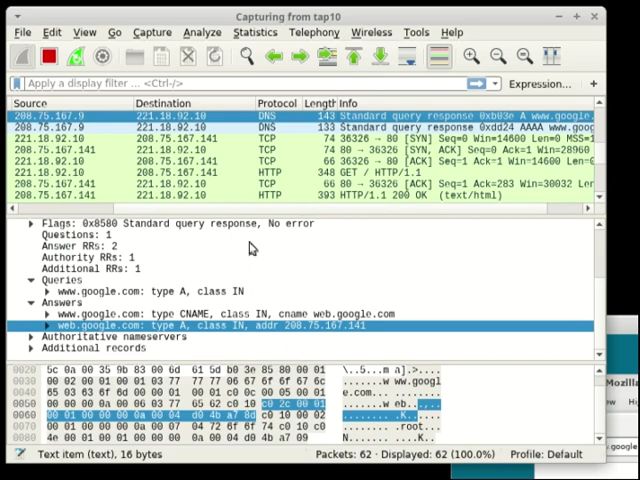 Capturing from tap10
File Edit View Go Capture Analyze Statistics Telephony Wireless Tools Help
Apply a display filter ... <Ctrl-/> Expression... +
Source Destination Protocol Length Info
208.75.167.9 221.18.92.10 DNS 143 Standard query response 0xb03e A www.google.
208.75.167.9 221.18.92.10 DNS 133 Standard query response 0xdd24 AAAA www.goog
221.18.92.10 208.75.167.141 TCP 74 36326 → 80 [SYN] Seq=0 Win=14600 Len=0 MSS=1
208.75.167.141 221.18.92.10 TCP 74 80 → 36326 [SYN, ACK] Seq=0 Ack=1 Win=28960
221.18.92.10 208.75.167.141 TCP 66 36326 → 80 [ACK] Seq=1 Ack=1 Win=14600 Len=0
221.18.92.10 208.75.167.141 HTTP 348 GET / HTTP/1.1
208.75.167.141 221.18.92.10 TCP 66 80 → 36326 [ACK] Seq=1 Ack=283 Win=30032 Len
208.75.167.141 221.18.92.10 HTTP 393 HTTP/1.1 200 OK (text/html)
Flags: 0x8580 Standard query response, No error
Questions: 1
Answer RRs: 2
Authority RRs: 1
Additional RRs: 1
Queries
www.google.com: type A, class IN
Answers
www.google.com: type CNAME, class IN, cname web.google.com
web.google.com: type A, class IN, addr 208.75.167.141
Authoritative nameservers
Additional records
0020 5c 0a 00 35 9b 83 00 6d 61 5d b0 3e 85 80 00 01 \..5...m a].>....
0030 00 02 00 01 00 01 03 77 77 77 06 67 6f 6f 67 6c .......w ww.googl
0040 65 03 63 6f 6d 00 00 01 00 01 c0 0c 00 05 00 01 e.com... ........
0050 00 00 00 0a 00 06 03 77 65 62 c0 10 c0 2c 00 01 .......w eb...,..
0060 00 01 00 00 00 0a 00 04 d0 4b a7 8d c0 10 00 02 ........ .K......
0070 00 01 00 00 00 0a 00 07 04 72 6f 6f 74 c0 10 c0 ........ .root...
0080 4e 00 01 00 01 00 00 00 0a 00 04 d0 4b a7 09 N....... ....K..
Text item (text), 16 bytes Packets: 62 · Displayed: 62 (100.0%) Profile: Default
Mozill